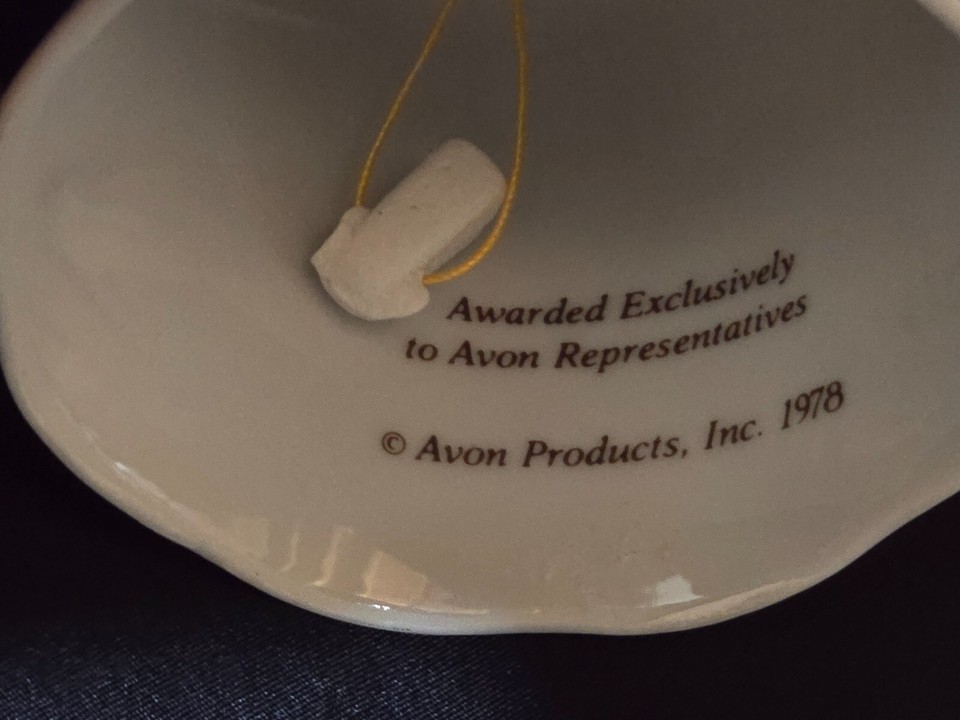 Awarded Exclusively
to Avon Representatives
© Avon Products, Inc. 1978